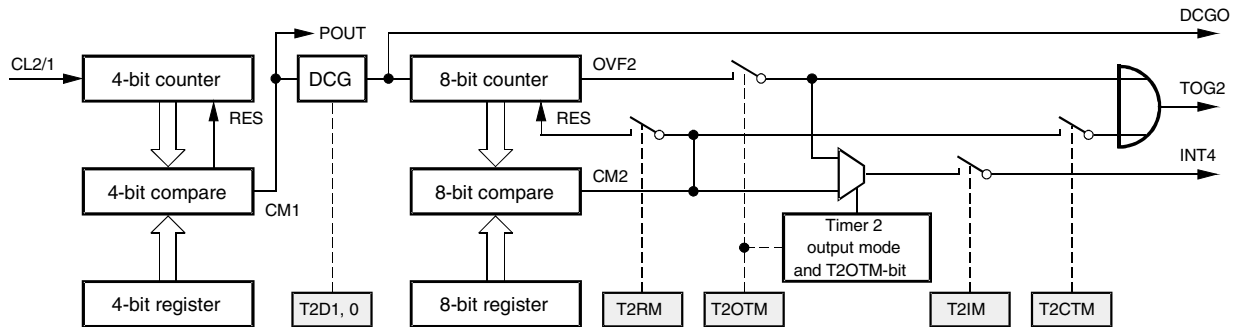 DCGO
POUT
CL2/1
4-bit counter
DCG
8-bit counter
OVF2
TOG2
RES
RES
INT4
4-bit compare
CM1
8-bit compare
CM2
Timer 2
output mode
and T2OTM-bit
4-bit register
T2D1, 0
8-bit register
T2RM
T2OTM
T2IM
T2CTM